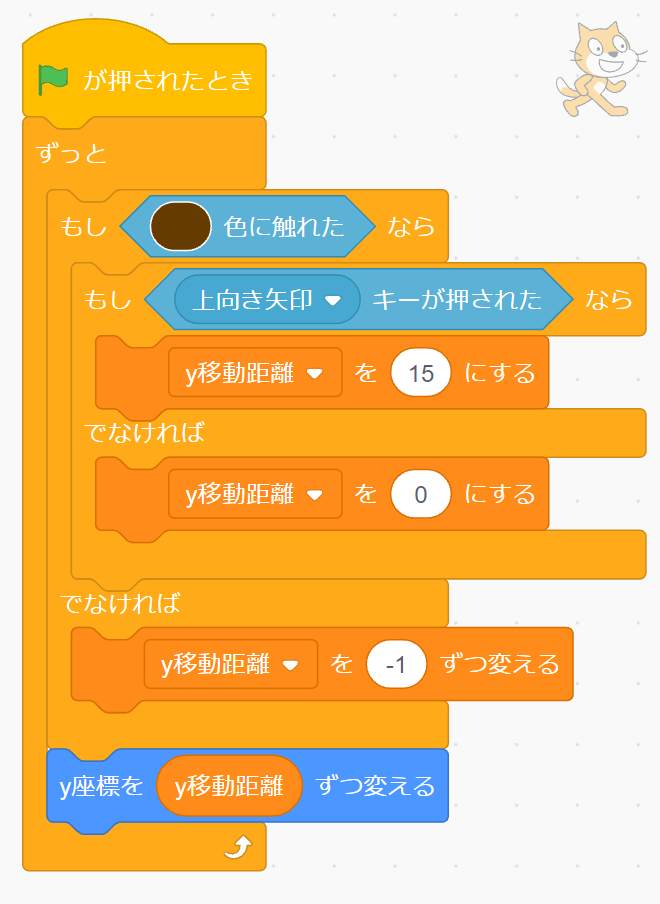 が押されたとき
ずっと
もし 色に触れた なら
もし 上向き矢印 キーが押された なら
y移動距離 を 15 にする
でなければ
y移動距離 を 0 にする
でなければ
y移動距離 を -1 ずつ変える
y座標を y移動距離 ずつ変える